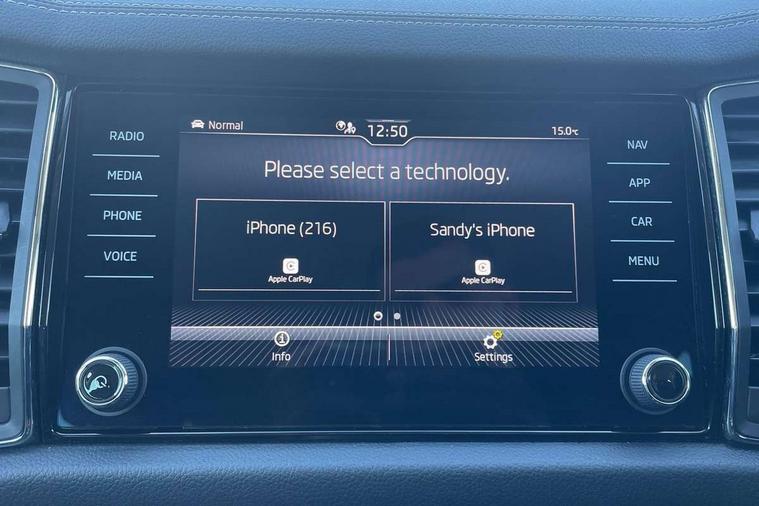 RADIO
MEDIA
PHONE
VOICE
Normal
12:50
15.0°C
Please select a technology.
iPhone (216)
Apple CarPlay
Sandy's iPhone
Apple CarPlay
Info
Settings
NAV
APP
CAR
MENU